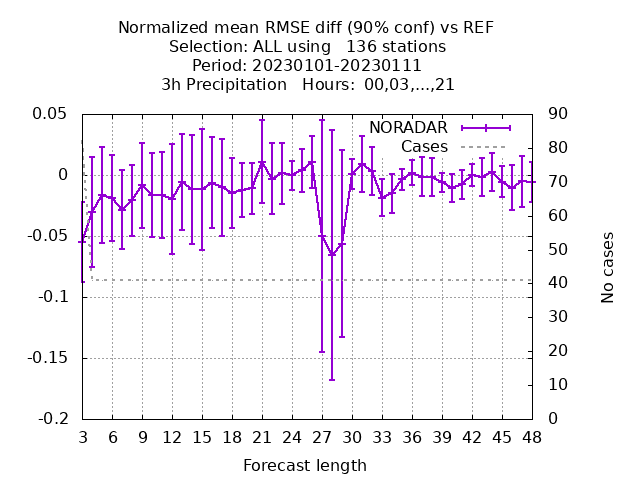 Normalized mean RMSE diff (90% conf) vs REF
Selection: ALL using 136 stations
Period: 20230101-20230111
3h Precipitation Hours: 00,03,...,21
0.05
0
-0.05
-0.1
-0.15
-0.2
90
80
70
60
50
40
30
20
10
0
NORADAR
Cases
No cases
3 6 9 12 15 18 21 24 27 30 33 36 39 42 45 48
Forecast length